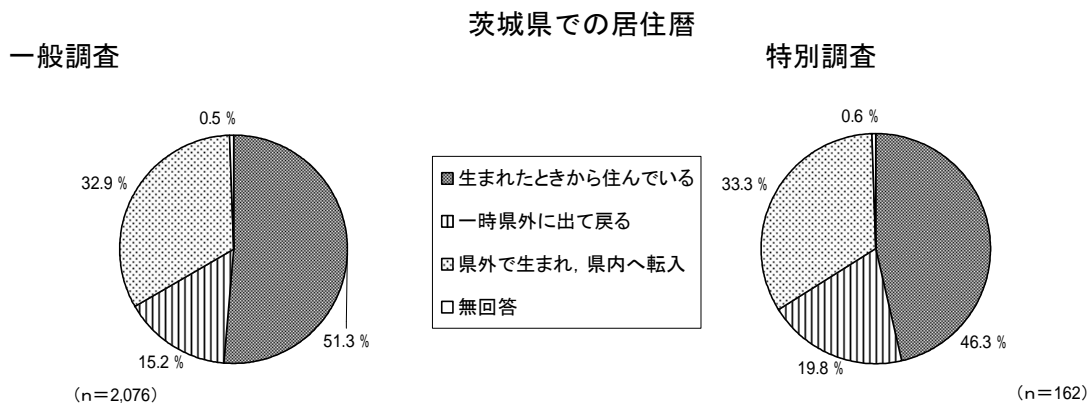 茨城県での居住暦
一般調査
特別調査
0.5 %
32.9 %
15.2 %
51.3 %
(n=2,076)
生まれたときから住んでいる
一時県外に出て戻る
県外で生まれ，県内へ転入
無回答
0.6 %
33.3 %
19.8 %
46.3 %
(n=162)